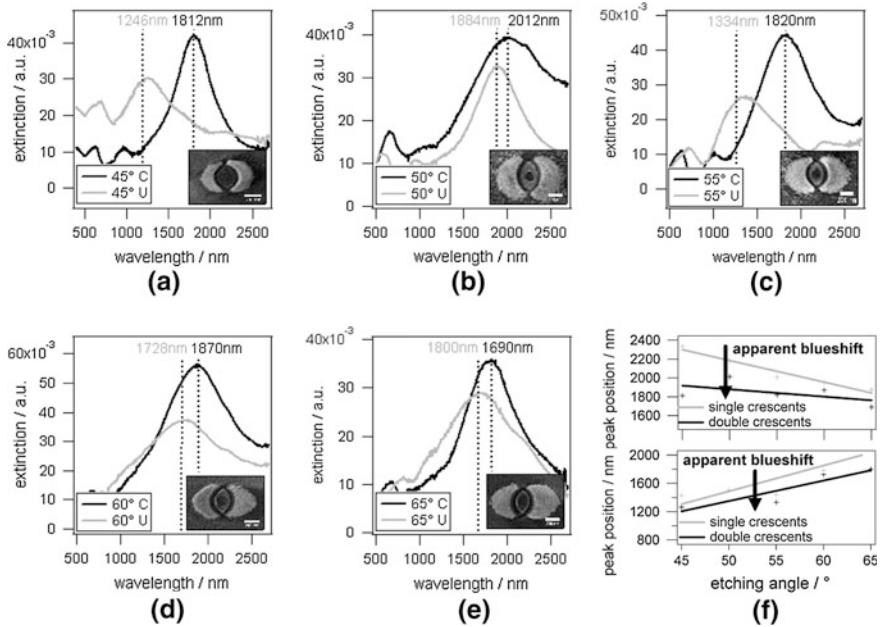 1246nm 1812nm
40x10⁻³
30
20
10
0
extinction / a.u.
45° C
45° U
500 1000 1500 2000 2500
wavelength / nm
(a)
1884nm 2012nm
40x10⁻³
30
20
10
0
extinction / a.u.
50° C
50° U
500 1000 1500 2000 2500
wavelength / nm
(b)
1334nm 1820nm
50x10⁻³
40
30
20
10
0
extinction / a.u.
55° C
55° U
500 1000 1500 2000 2500
wavelength / nm
(c)
1728nm 1870nm
60x10⁻³
50
40
30
20
10
extinction / a.u.
60° C
60° U
500 1000 1500 2000 2500
wavelength / nm
(d)
1800nm 1690nm
40x10⁻³
30
20
10
0
extinction / a.u.
65° C
65° U
500 1000 1500 2000 2500
wavelength / nm
(e)
2400
2200
2000
1800
1600
peak position / nm
apparent blueshift
single crescents
double crescents
2000
1600
1200
800
peak position / nm
apparent blueshift
single crescents
double crescents
45 50 55 60 65
etching angle / °
(f)